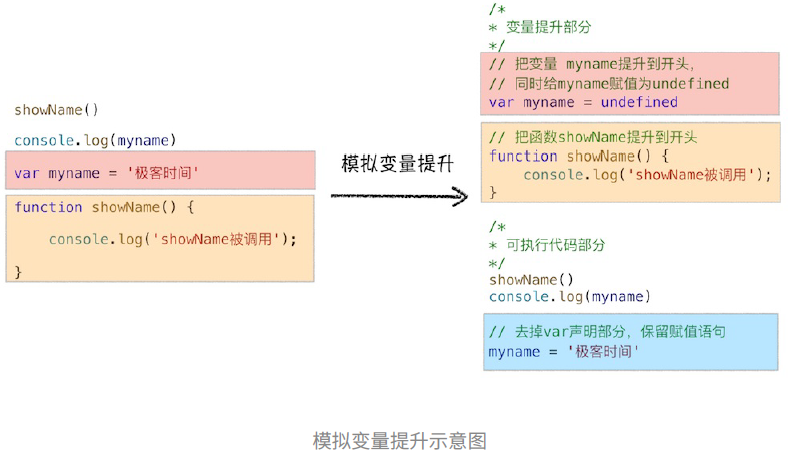 showName()
console.log(myname)
var myname = '极客时间'
function showName() {
console.log('showName被调用');
}
模拟变量提升
/*
* 变量提升部分
*/
// 把变量 myname提升到开头，
// 同时给myname赋值为undefined
var myname = undefined
// 把函数showName提升到开头
function showName() {
console.log('showName被调用');
}
/*
* 可执行代码部分
*/
showName()
console.log(myname)
// 去掉var声明部分，保留赋值语句
myname = '极客时间'
模拟变量提升示意图